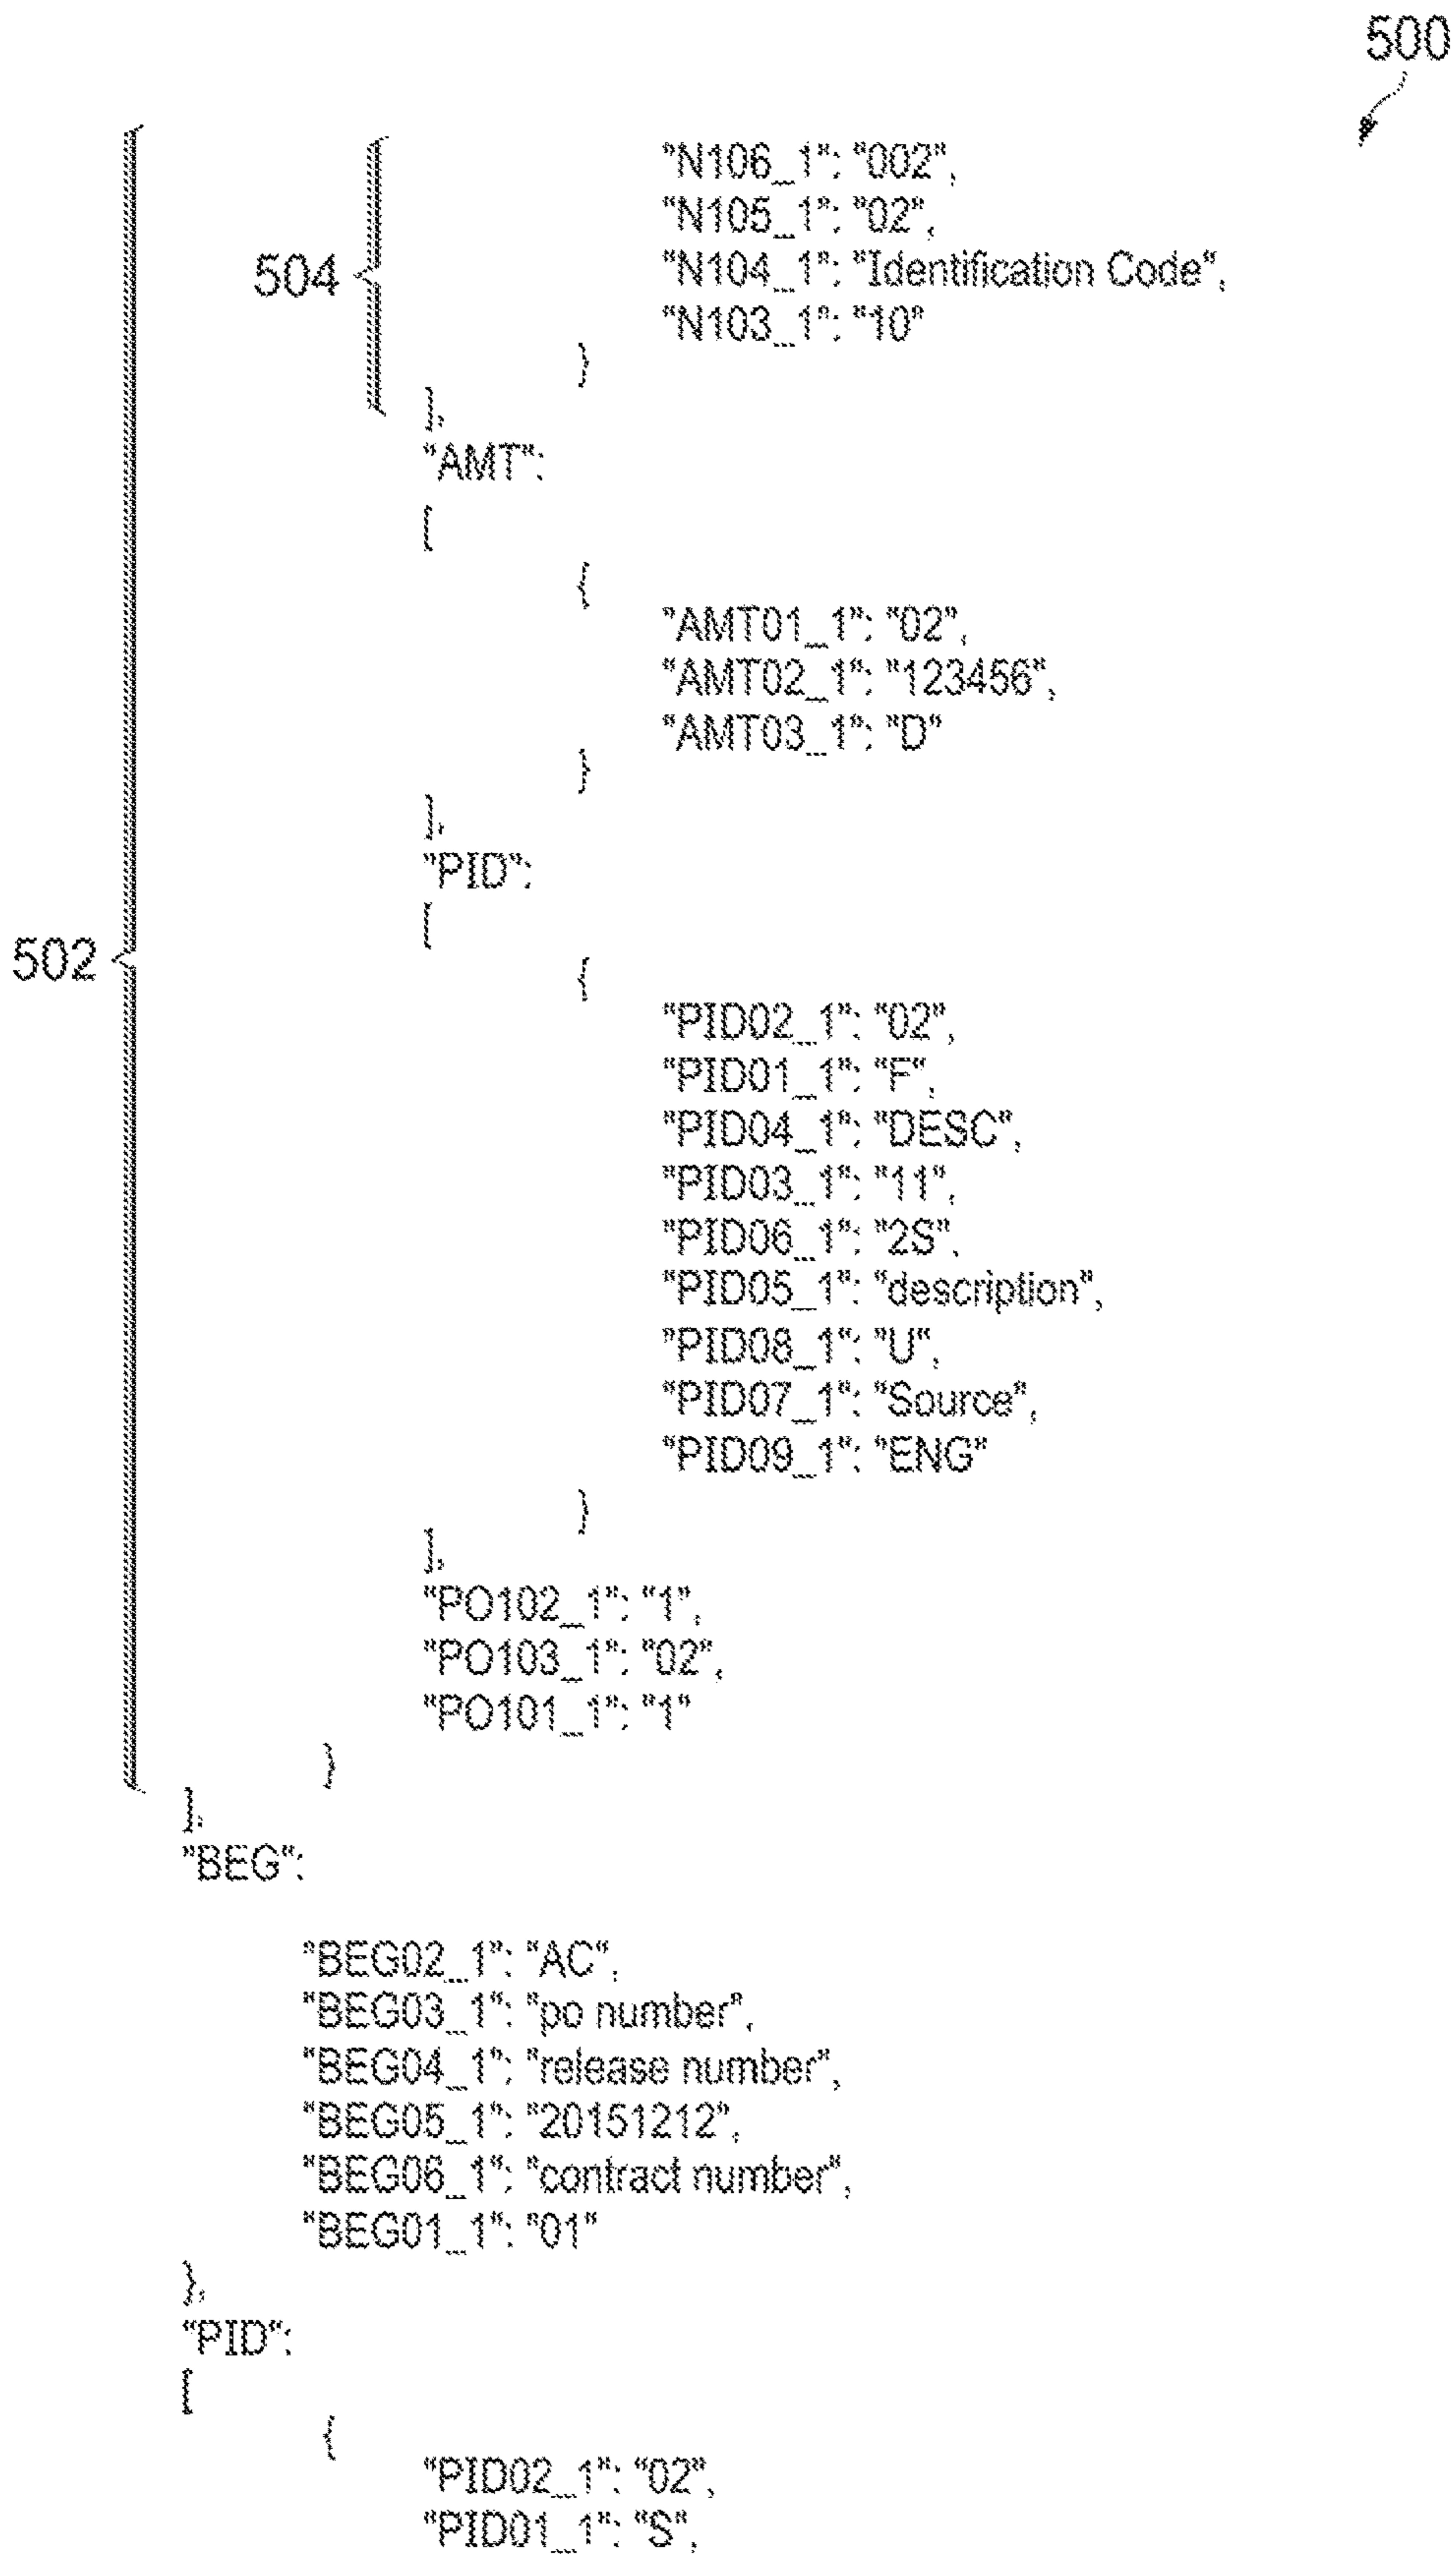 500
"N106_1": "002",
"N105_1": "02",
504
"N104_1": "Identification Code",
"N103_1": "10"
}
],
"AMT":
[
{
"AMT01_1": "02",
"AMT02_1": "123456",
"AMT03_1": "D"
}
],
"PID":
[
502
{
"PID02_1": "02",
"PID01_1": "F",
"PID04_1": "DESC",
"PID03_1": "11",
"PID06_1": "2S",
"PID05_1": "description",
"PID08_1": "U",
"PID07_1": "Source",
"PID09_1": "ENG"
}
],
"PO102_1": "1",
"PO103_1": "02",
"PO101_1": "1"
}
],
"BEG":
"BEG02_1": "AC",
"BEG03_1": "po number",
"BEG04_1": "release number",
"BEG05_1": "20151212",
"BEG06_1": "contract number",
"BEG01_1": "01"
},
"PID":
[
{
"PID02_1": "02",
"PID01_1": "S",